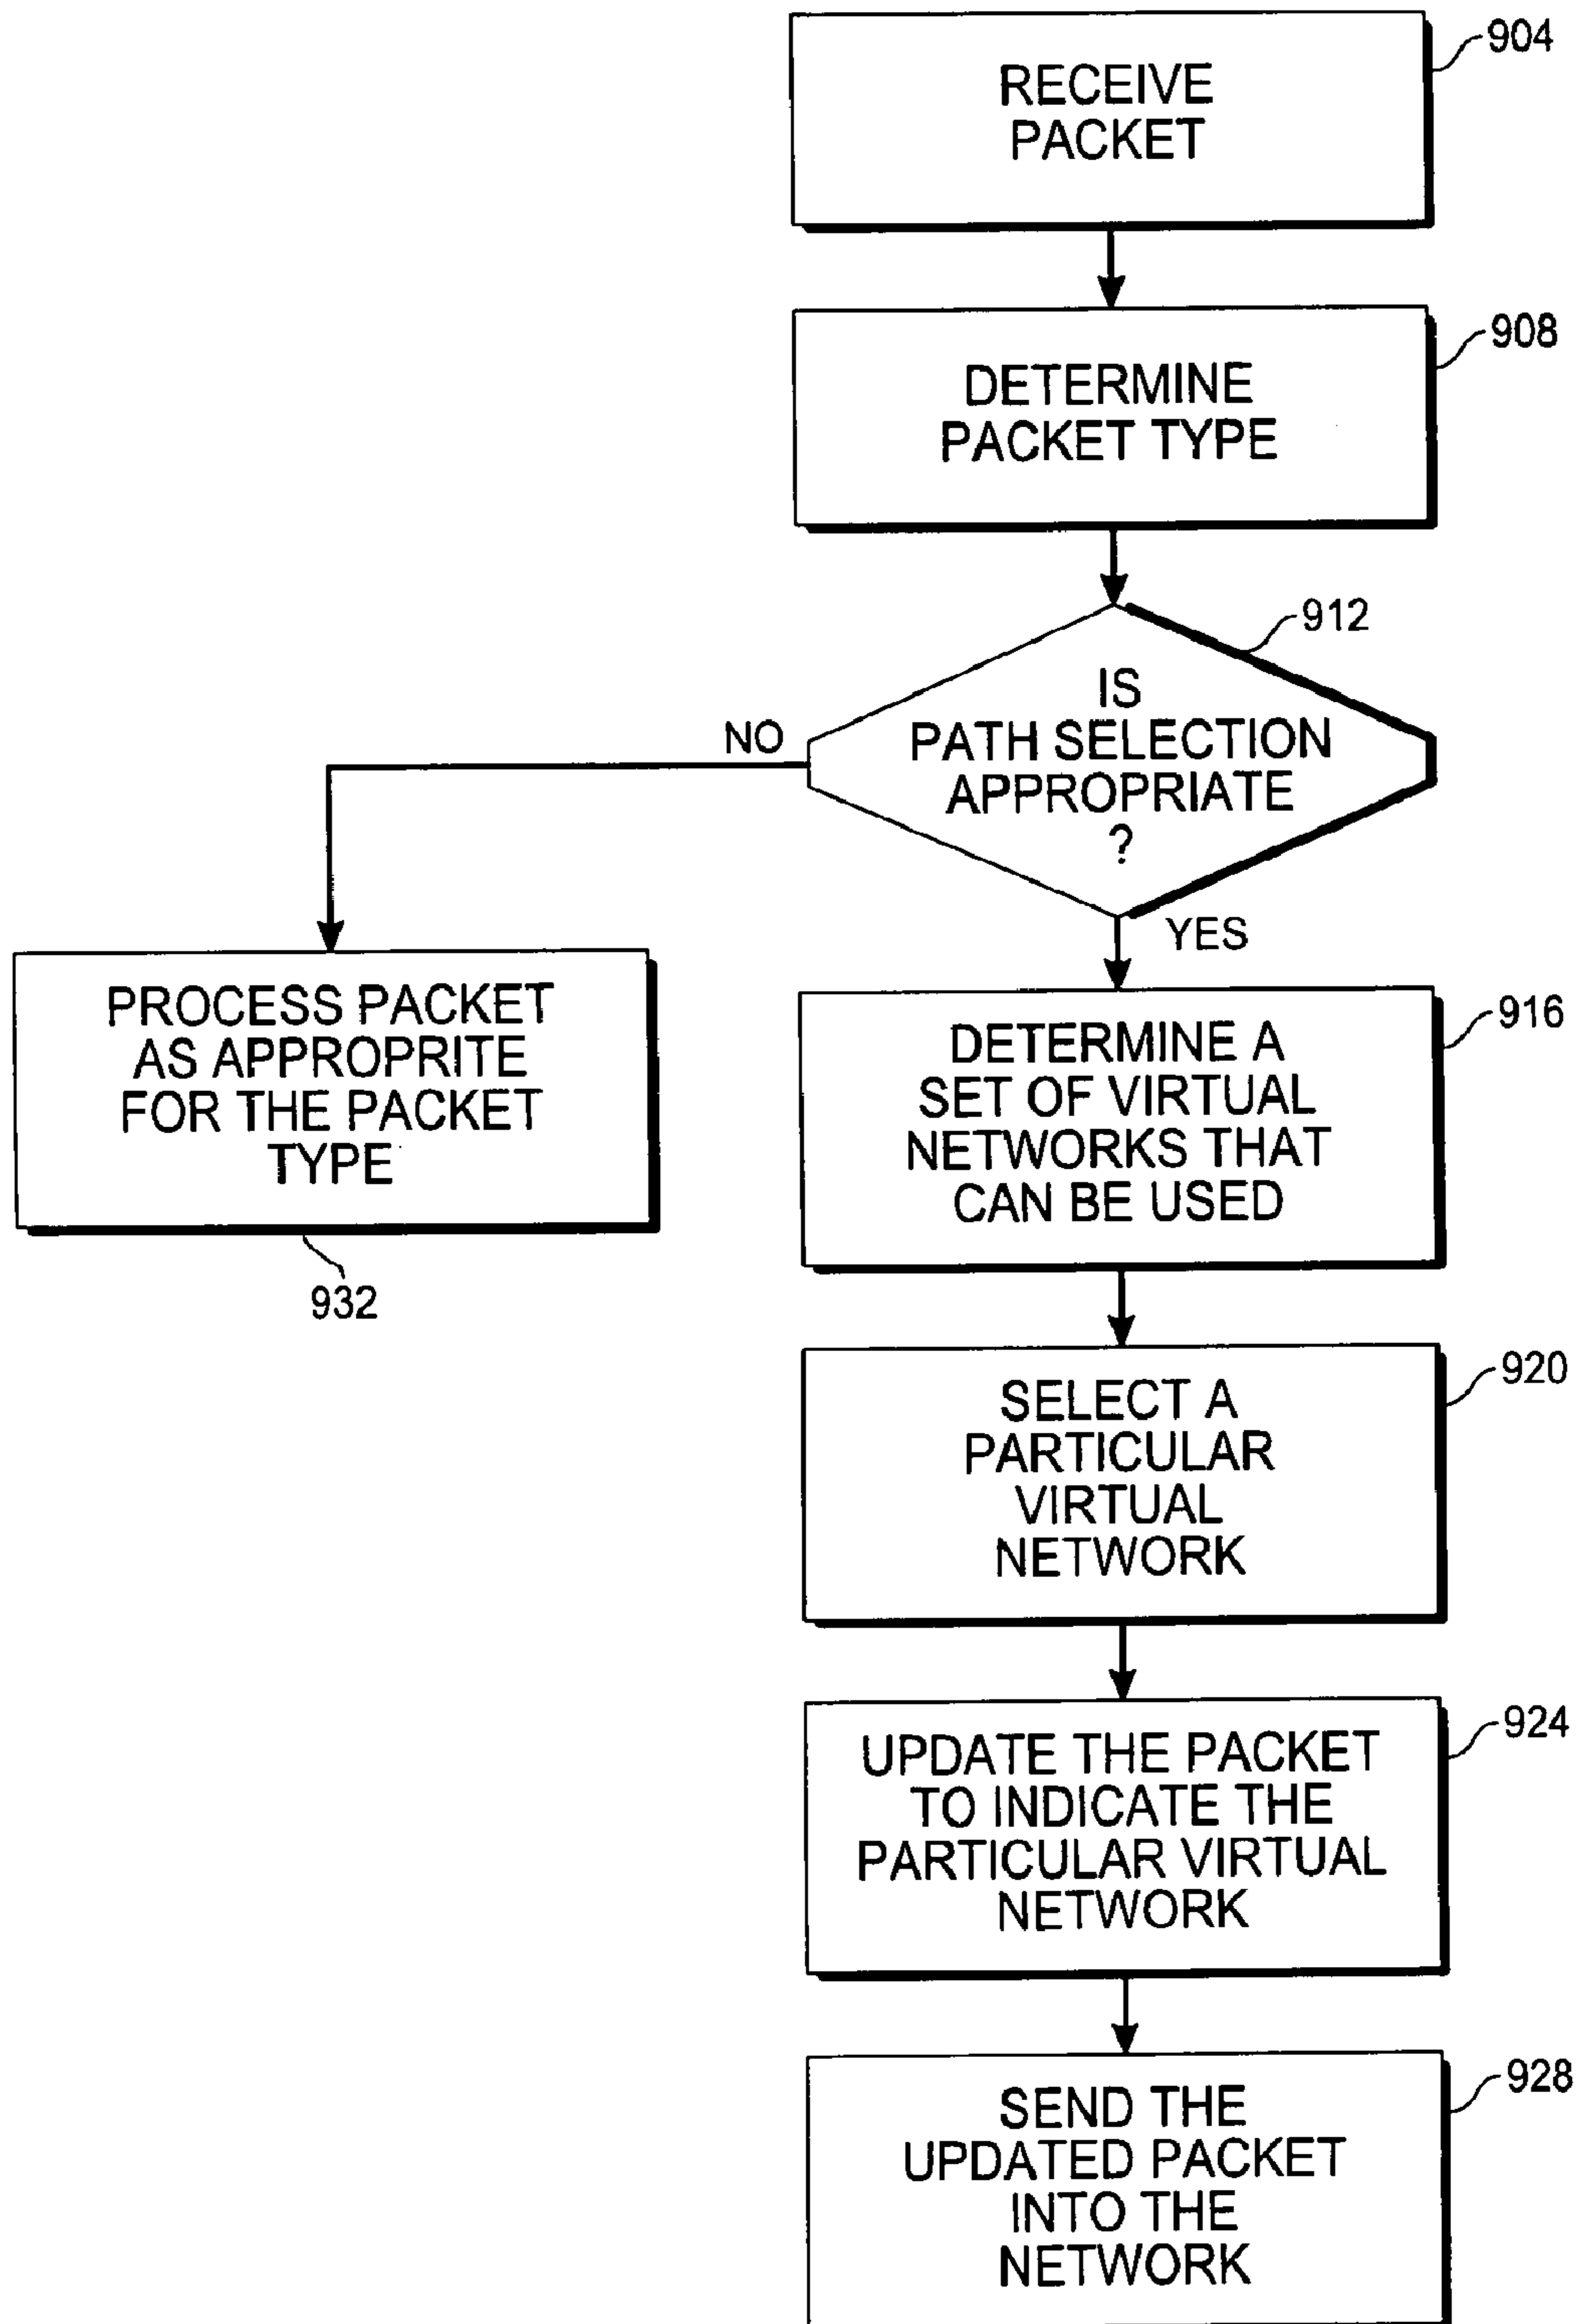 904
RECEIVE
PACKET
908
DETERMINE
PACKET TYPE
912
IS
PATH SELECTION
APPROPRIATE
?
NO
YES
PROCESS PACKET
AS APPROPRITE
FOR THE PACKET
TYPE
932
916
DETERMINE A
SET OF VIRTUAL
NETWORKS THAT
CAN BE USED
920
SELECT A
PARTICULAR
VIRTUAL
NETWORK
924
UPDATE THE PACKET
TO INDICATE THE
PARTICULAR VIRTUAL
NETWORK
928
SEND THE
UPDATED PACKET
INTO THE
NETWORK